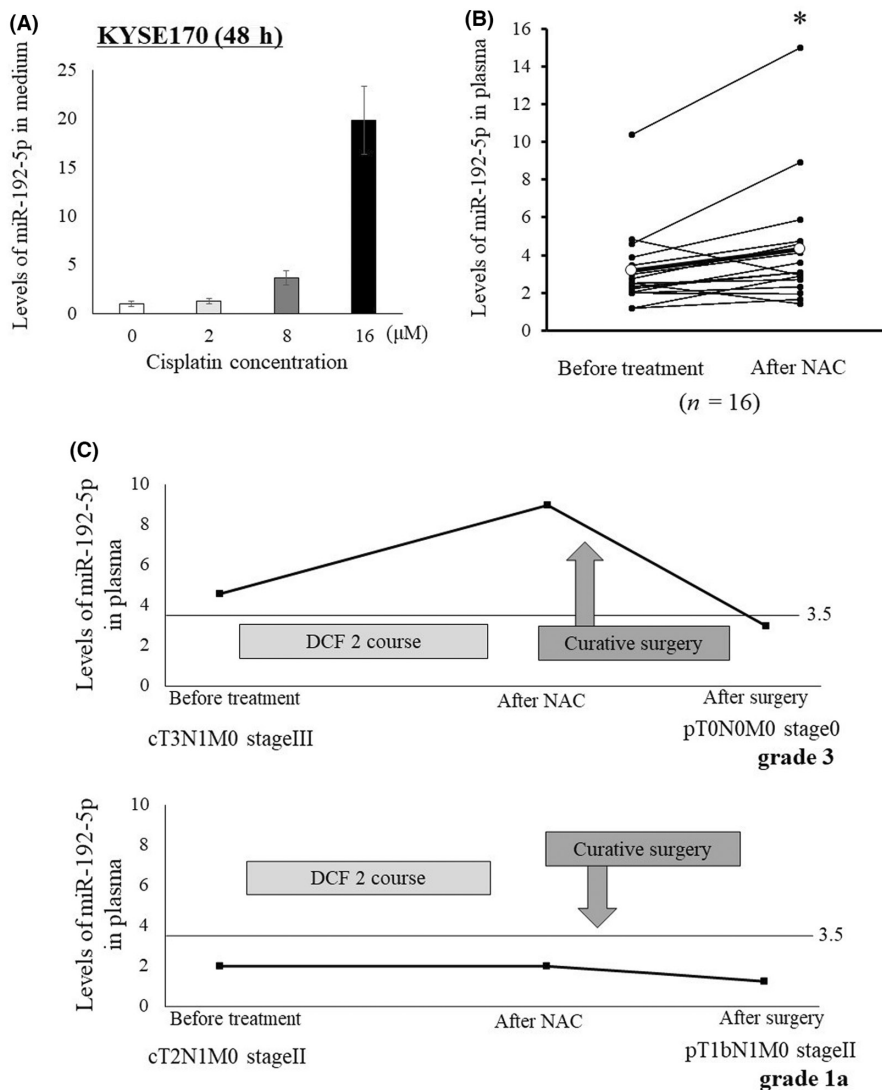 (A)
KYSE170 (48 h)
Levels of miR-192-5p in medium
25
20
15
10
5
0
0 2 8 16 (μM)
Cisplatin concentration
(B)
*
Levels of miR-192-5p in plasma
16
14
12
10
8
6
4
2
0
Before treatment After NAC
(n = 16)
(C)
Levels of miR-192-5p
in plasma
10
8
6
4
2
0
3.5
DCF 2 course
Curative surgery
Before treatment After NAC After surgery
cT3N1M0 stageIII
pT0N0M0 stage0
grade 3
Levels of miR-192-5p
in plasma
10
8
6
4
2
0
Curative surgery
DCF 2 course
3.5
Before treatment After NAC After surgery
cT2N1M0 stageII
pT1bN1M0 stageII
grade 1a